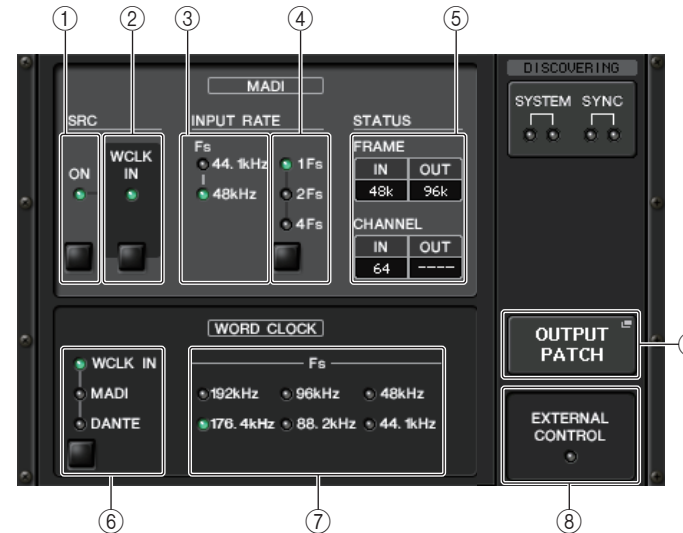 ① ② ③ ④ ⑤
MADI
SRC
ON
WCLK
IN
INPUT RATE
Fs
44.1kHz
48kHz
1Fs
2Fs
4Fs
STATUS
FRAME
IN OUT
48k 96k
CHANNEL
IN OUT
64 ----
DISCOVERING
SYSTEM SYNC
WORD CLOCK
WCLK IN
MADI
DANTE
Fs
192kHz 96kHz 48kHz
176.4kHz 88.2kHz 44.1kHz
OUTPUT
PATCH
EXTERNAL
CONTROL
⑥ ⑦ ⑧